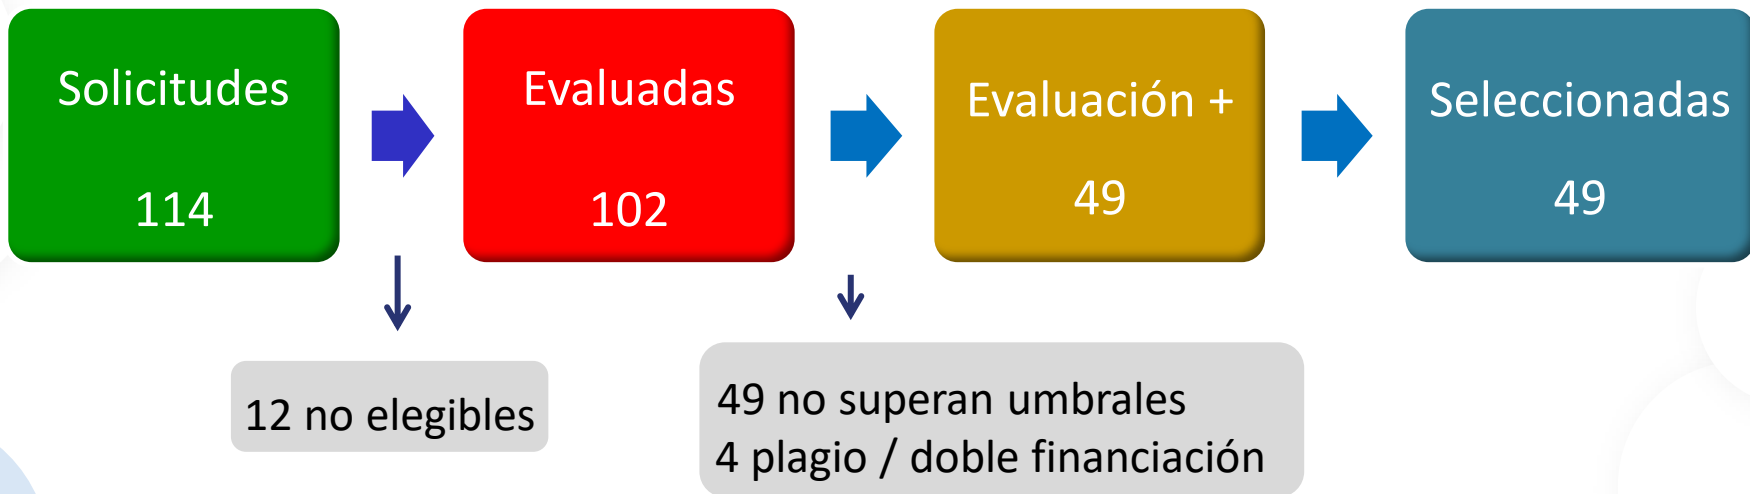 Solicitudes
114
Evaluadas
102
Evaluación +
49
Seleccionadas
49
12 no elegibles
49 no superan umbrales
4 plagio / doble financiación